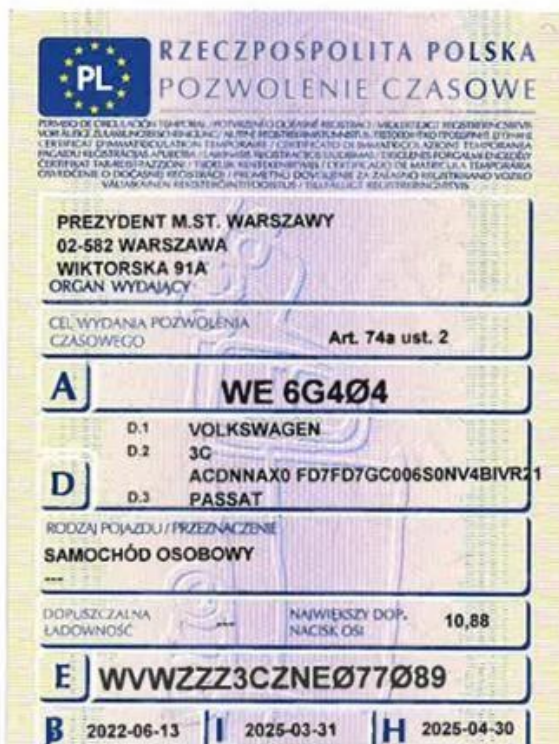 PL
RZECZPOSPOLITA POLSKA
POZWOLENIE CZASOWE
PREZYDENT M.ST. WARSZAWY
02-582 WARSZAWA
WIKTORSKA 91A
ORGAN WYDAJĄCY
CEL WYDANIA POZWOLENIA
CZASOWEGO
Art. 74a ust. 2
A WE 6G4Ø4
D.1 VOLKSWAGEN
D.2 3C
ACDNNAX0 FD7FD7GC006S0NV4BIVR21
D
D.3 PASSAT
RODZAJ POJAZDU / PRZEZNACZENIE
SAMOCHÓD OSOBOWY
---
DOPUSZCZALNA
ŁADOWNOŚĆ
---
NAJWIĘKSZY DOP.
NACISK OSI
10,88
E WVWZZZ3CZNEØ77Ø89
B 2022-06-13 I 2025-03-31 H 2025-04-30